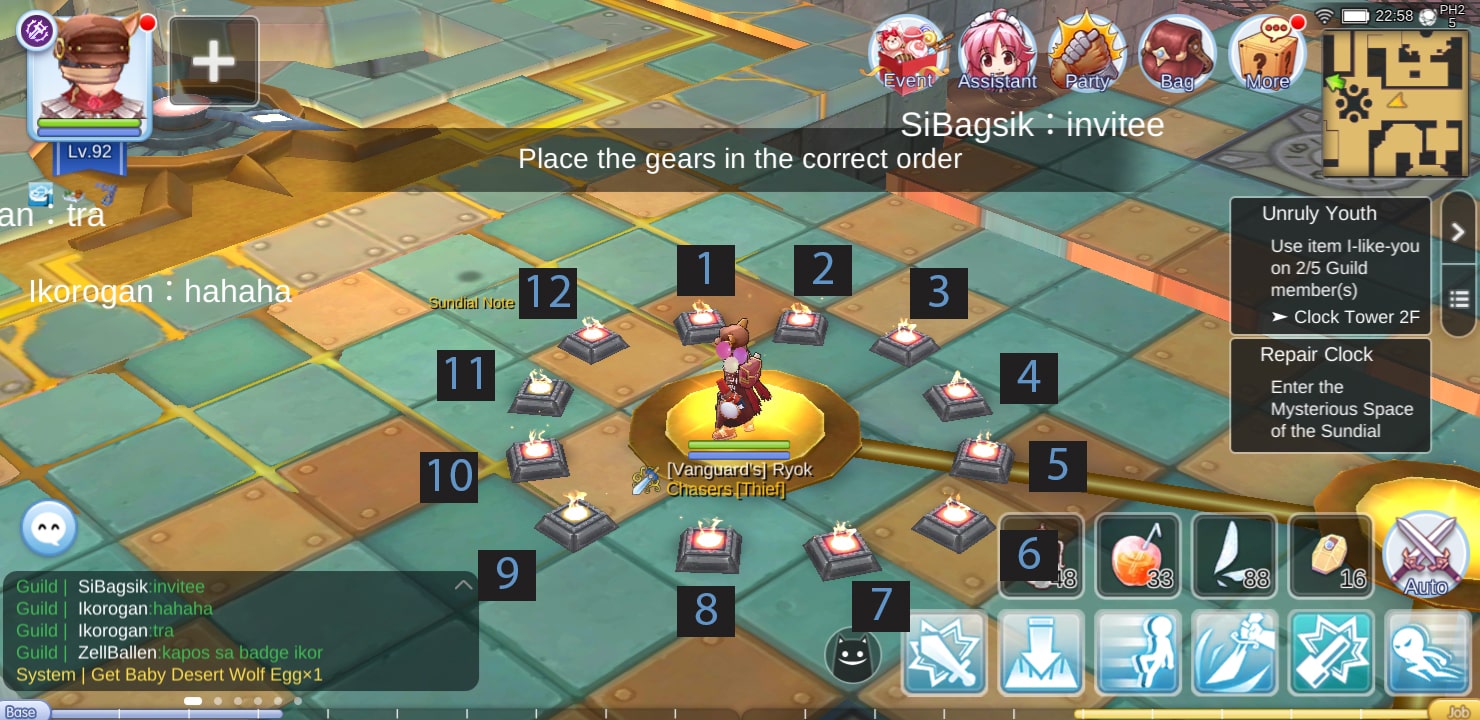 22:58
PH2
5
Event
Assistant
Party
Bag
More
SiBagsik : invitee
Place the gears in the correct order
Lv.92
an : tra
Ikorogan : hahaha
Unruly Youth
Use item I-like-you
on 2/5 Guild
member(s)
➢ Clock Tower 2F
Repair Clock
Enter the
Mysterious Space
of the Sundial
Sundial Note
12
1
2
3
11
4
10
5
9
6
8
7
[Vanguard's] Ryok
Chasers [Thief]
48
33
88
16
Auto
Guild | SiBagsik:invitee
Guild | Ikorogan:hahaha
Guild | Ikorogan:tra
Guild | ZellBallen:kapos sa badge ikor
System | Get Baby Desert Wolf Egg×1
Base
Job